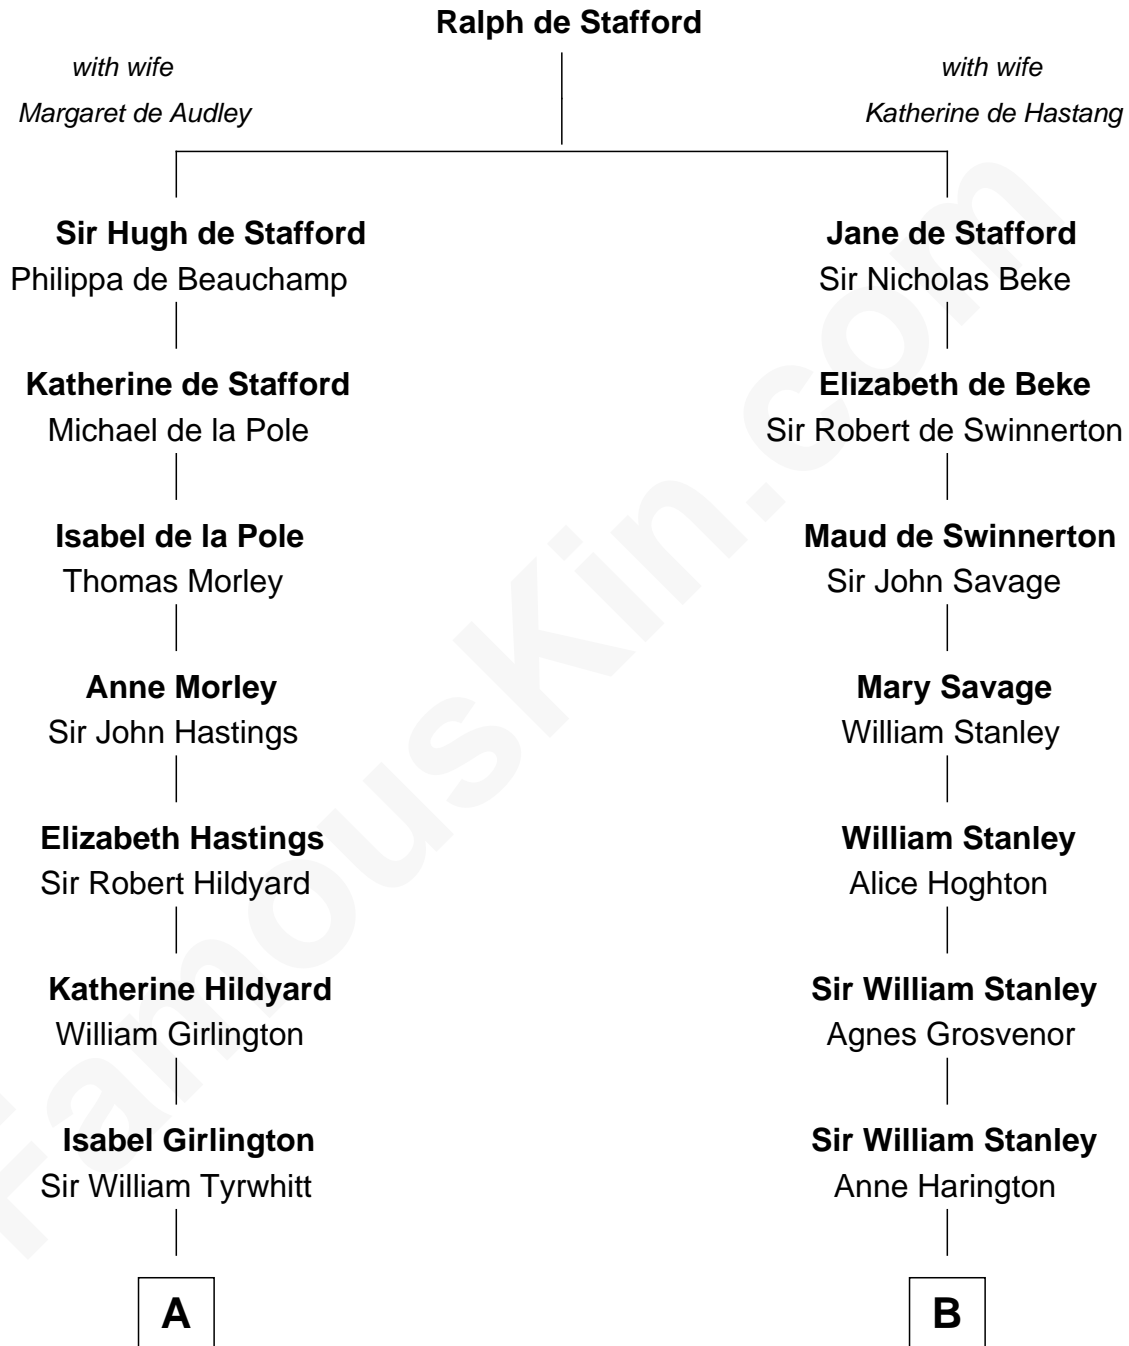 Ralph de Stafford
with wife
Margaret de Audley
with wife
Katherine de Hastang
Sir Hugh de Stafford
Philippa de Beauchamp
Jane de Stafford
Sir Nicholas Beke
Katherine de Stafford
Michael de la Pole
Elizabeth de Beke
Sir Robert de Swinnerton
Isabel de la Pole
Thomas Morley
Maud de Swinnerton
Sir John Savage
Anne Morley
Sir John Hastings
Mary Savage
William Stanley
Elizabeth Hastings
Sir Robert Hildyard
William Stanley
Alice Hoghton
Katherine Hildyard
William Girlington
Sir William Stanley
Agnes Grosvenor
Isabel Girlington
Sir William Tyrwhitt
Sir William Stanley
Anne Harington
A
B
FamousKin.com